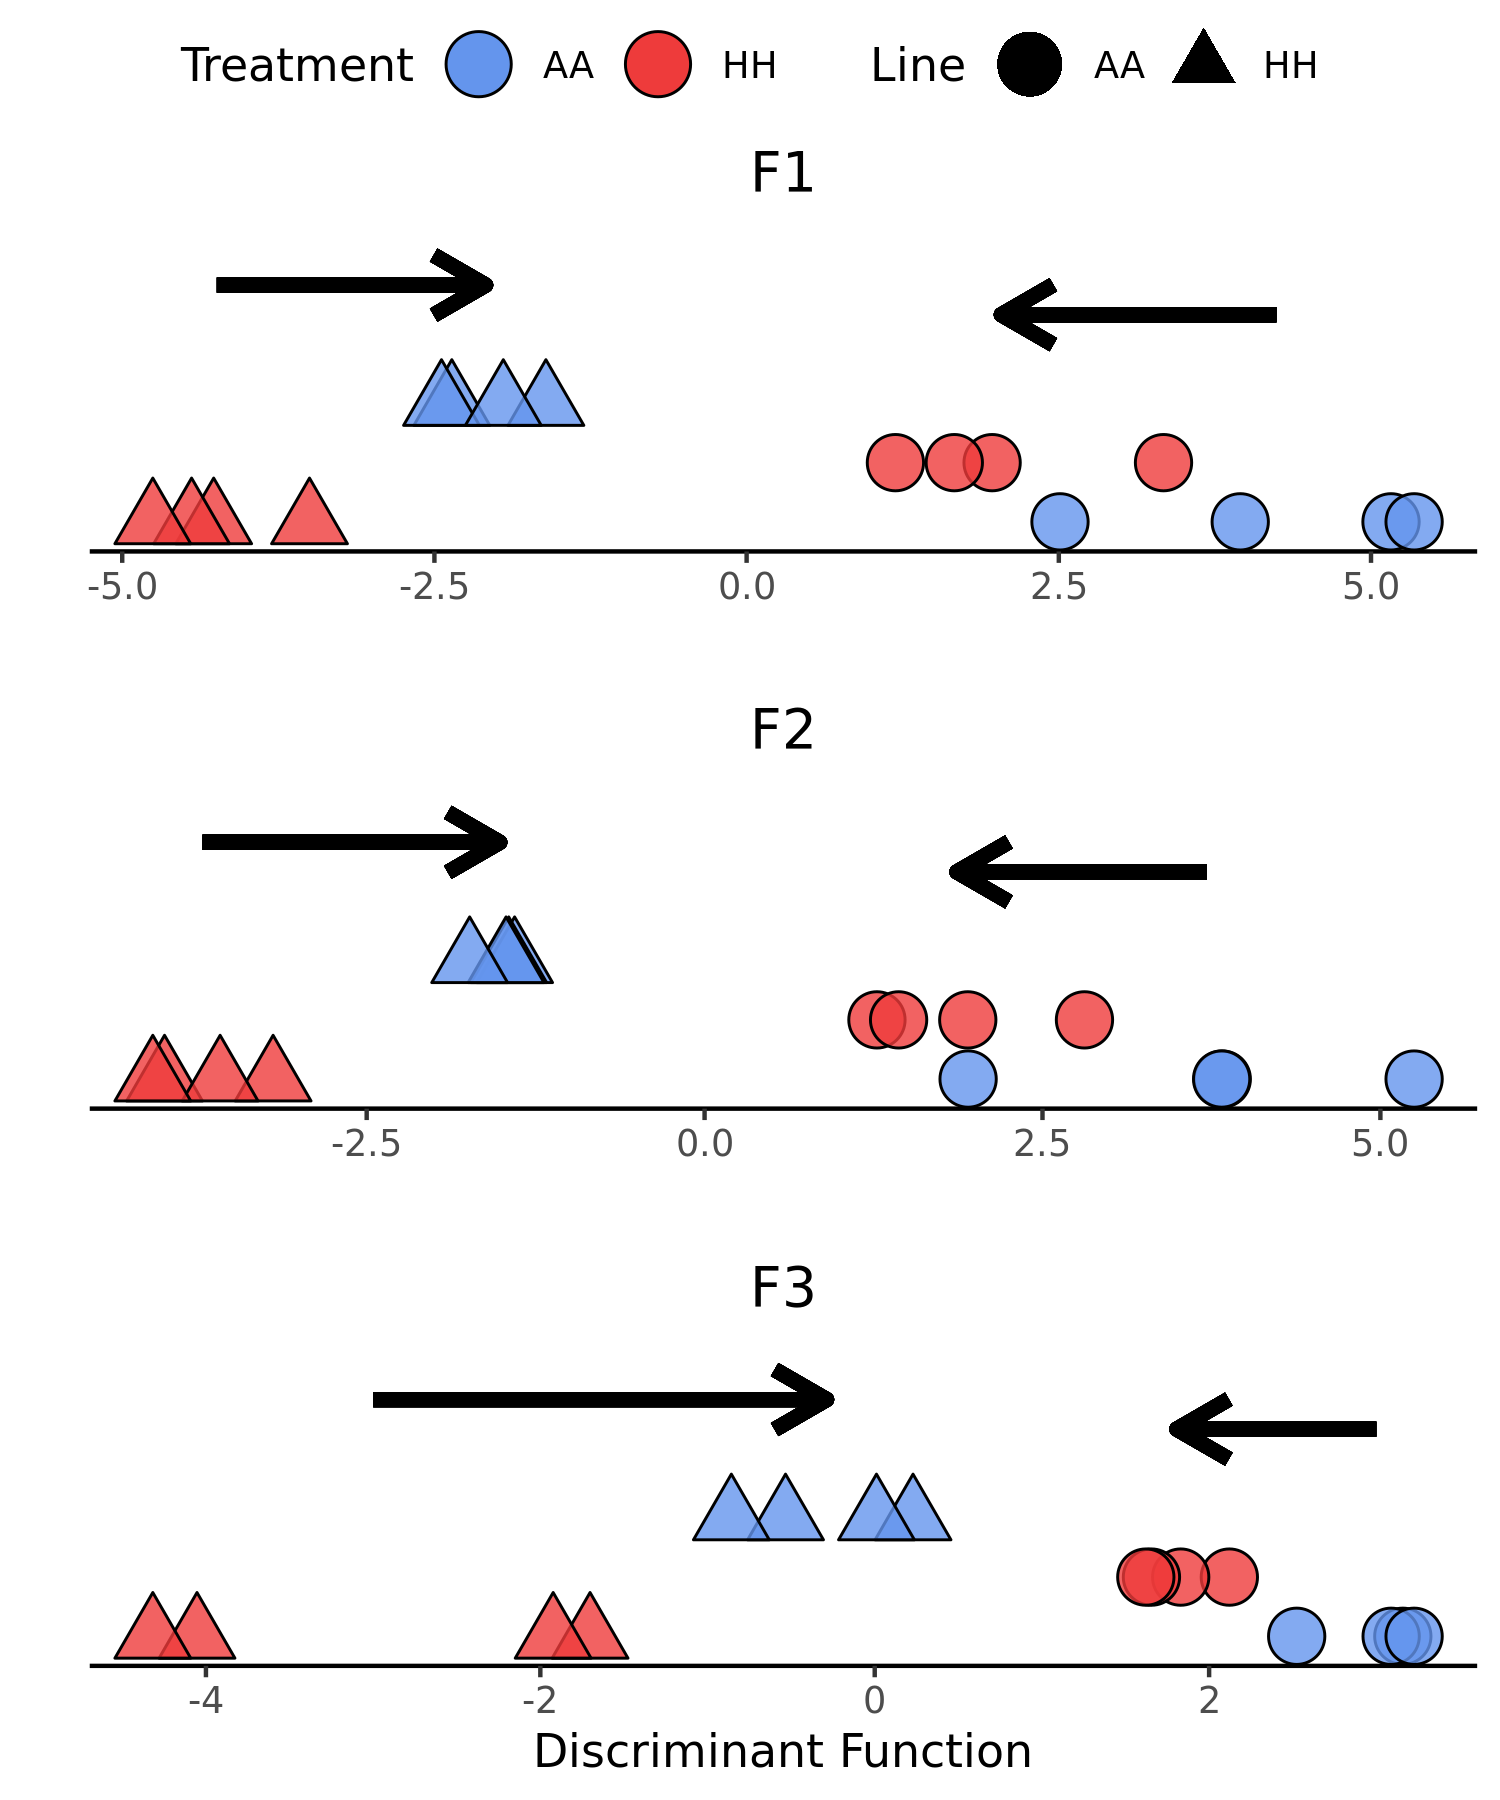 Treatment AA HH Line AA HH
F1
-5.0 -2.5 0.0 2.5 5.0
F2
-2.5 0.0 2.5 5.0
F3
-4 -2 0 2
Discriminant Function